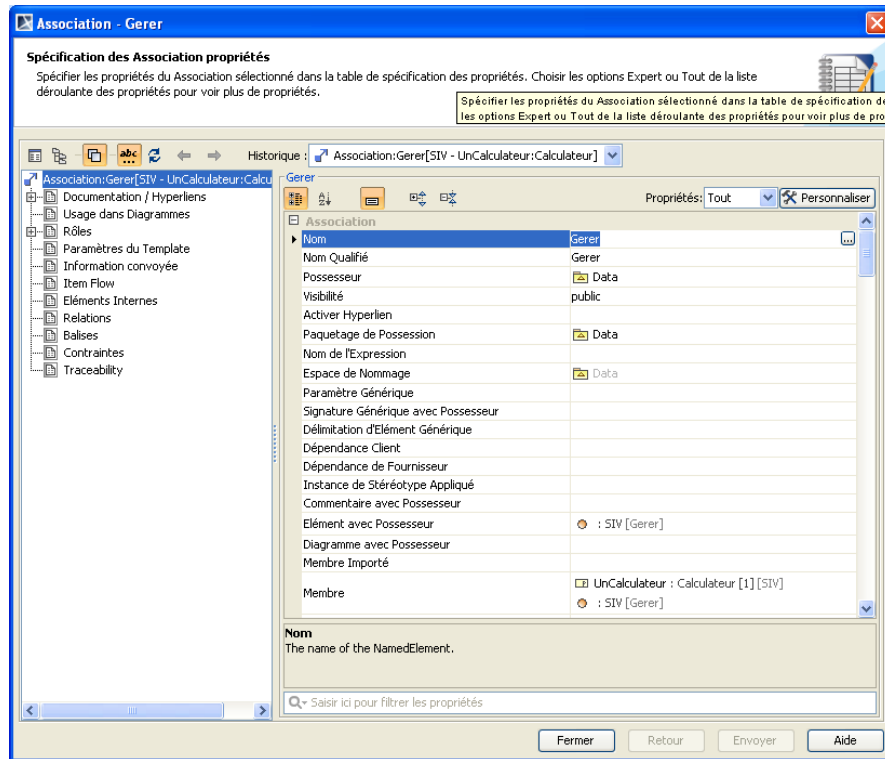 Association - Gerer
Spécification des Association propriétés
Spécifier les propriétés du Association sélectionné dans la table de spécification des propriétés. Choisir les options Expert ou Tout de la liste
déroulante des propriétés pour voir plus de propriétés.
Spécifier les propriétés du Association sélectionné dans la table de spécification de
les options Expert ou Tout de la liste déroulante des propriétés pour voir plus de pro
abc
Historique : Association:Gerer[SIV - UnCalculateur:Calculateur]
Association:Gerer[SIV - UnCalculateur:Calcu
Documentation / Hyperliens
Usage dans Diagrammes
Rôles
Paramètres du Template
Information convoyée
Item Flow
Eléments Internes
Relations
Balises
Contraintes
Traceability
Gerer
Propriétés: Tout Personnaliser
Association
Nom Gerer ...
Nom Qualifié Gerer
Possesseur Data
Visibilité public
Activer Hyperlien
Paquetage de Possession Data
Nom de l'Expression
Espace de Nommage Data
Paramètre Générique
Signature Générique avec Possesseur
Délimitation d'Elément Générique
Dépendance Client
Dépendance de Fournisseur
Instance de Stéréotype Appliqué
Commentaire avec Possesseur
Elément avec Possesseur : SIV [Gerer]
Diagramme avec Possesseur
Membre Importé
Membre UnCalculateur : Calculateur [1] [SIV]
: SIV [Gerer]
Nom
The name of the NamedElement.
Saisir ici pour filtrer les propriétés
Fermer Retour Envoyer Aide